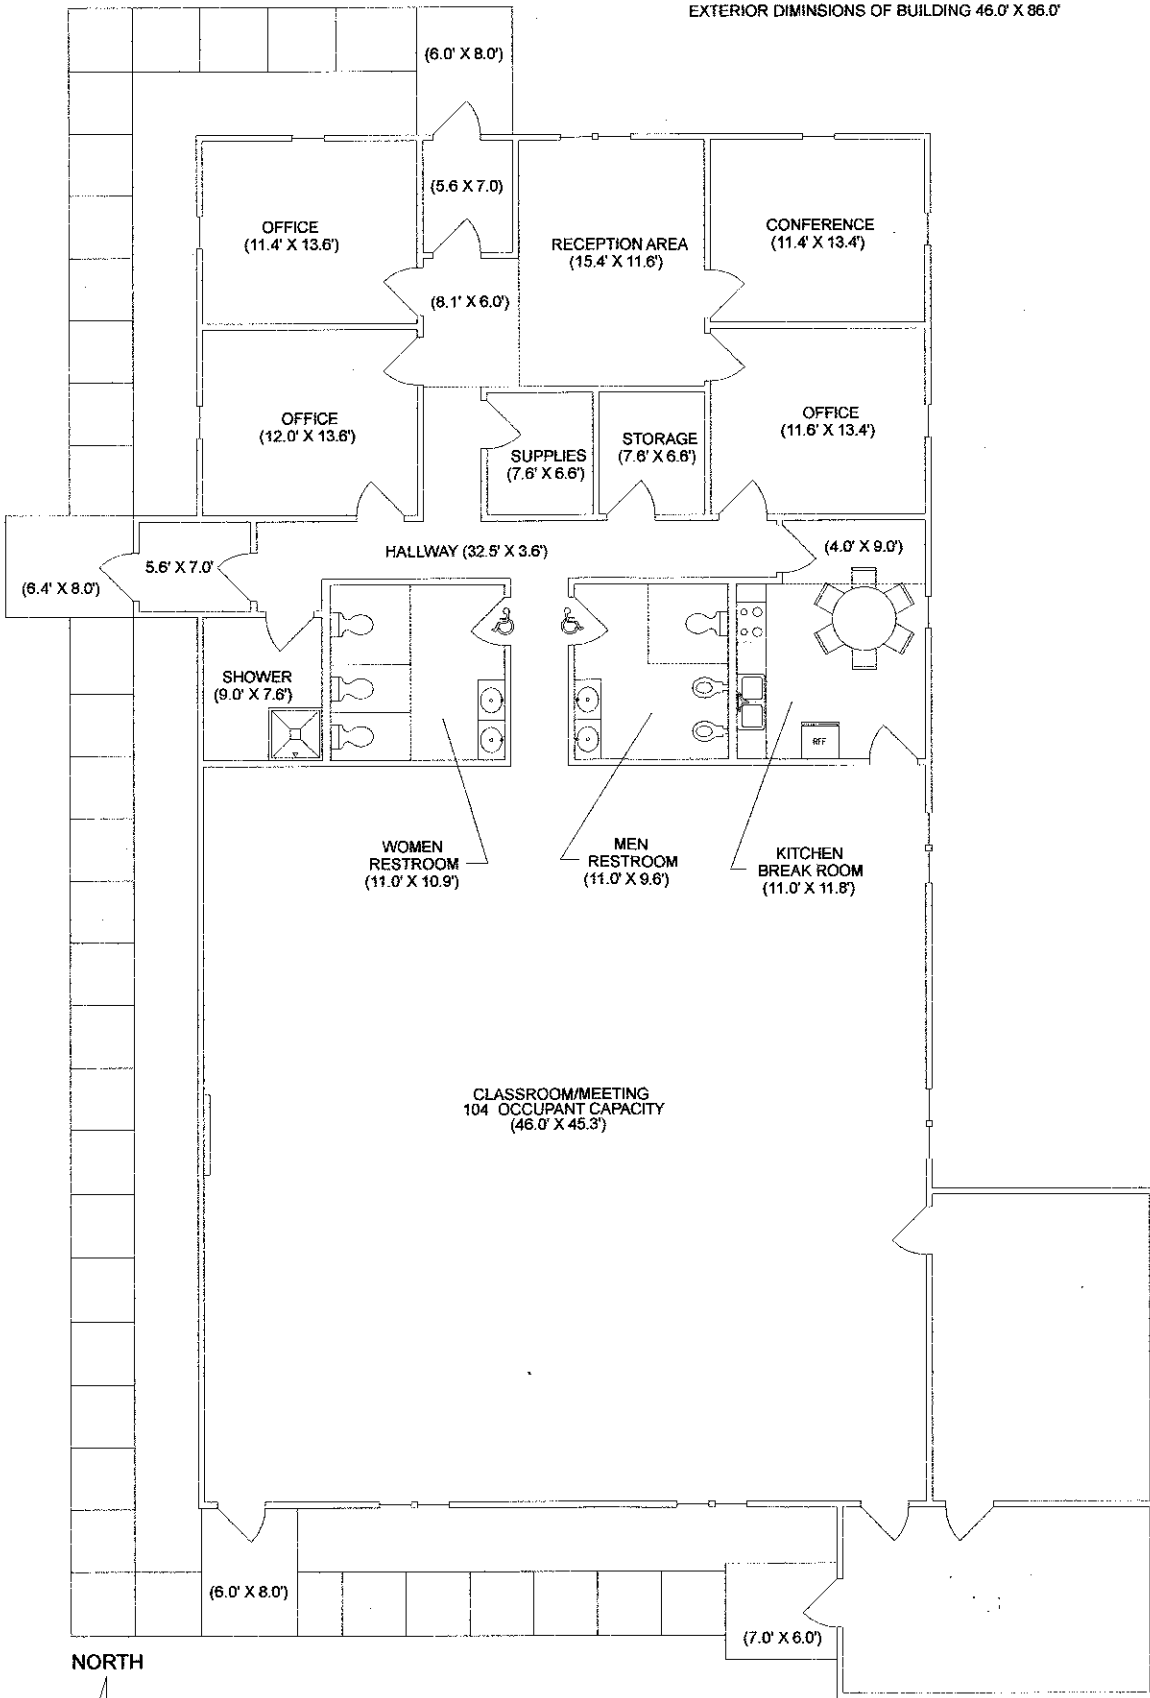 EXTERIOR DIMINSIONS OF BUILDING 46.0' X 86.0'
(6.0' X 8.0')
(5.6 X 7.0)
OFFICE
(11.4' X 13.6')
RECEPTION AREA
(15.4' X 11.6')
CONFERENCE
(11.4' X 13.4')
(8.1' X 6.0')
OFFICE
(12.0' X 13.6')
SUPPLIES
(7.6' X 6.6')
STORAGE
(7.6' X 6.6')
OFFICE
(11.6' X 13.4')
HALLWAY (32.5' X 3.6')
(4.0' X 9.0')
(6.4' X 8.0')
5.6' X 7.0'
SHOWER
(9.0' X 7.6')
REF
WOMEN
RESTROOM
(11.0' X 10.9')
MEN
RESTROOM
(11.0' X 9.6')
KITCHEN
BREAK ROOM
(11.0' X 11.8')
CLASSROOM/MEETING
104 OCCUPANT CAPACITY
(46.0' X 45.3')
(6.0' X 8.0')
(7.0' X 6.0')
NORTH